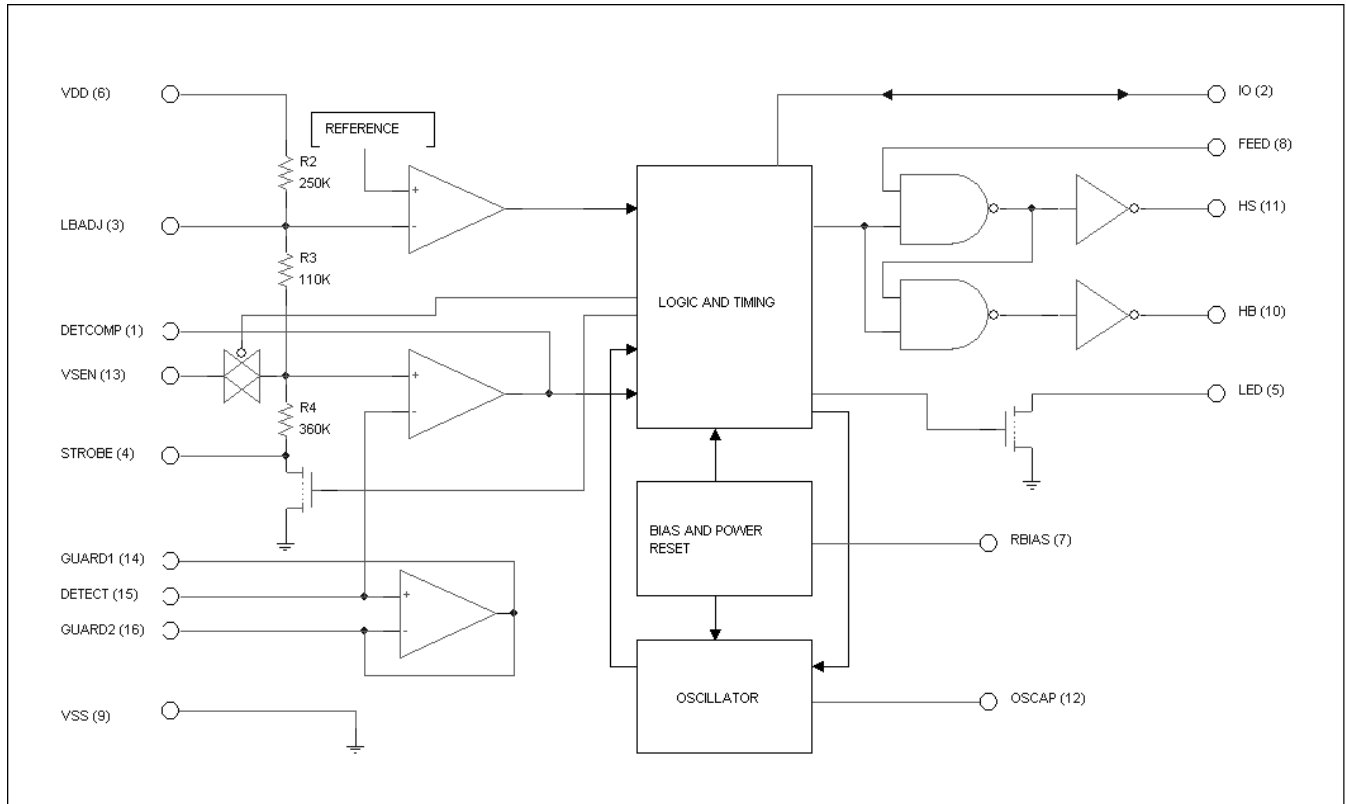 VDD (6)
REFERENCE
R2
250K
+
-
LBADJ (3)
R3
110K
DETCOMP (1)
VSEN (13)
+
-
R4
360K
STROBE (4)
GUARD1 (14)
DETECT (15)
GUARD2 (16)
+
-
VSS (9)
LOGIC AND TIMING
BIAS AND POWER
RESET
OSCILLATOR
IO (2)
FEED (8)
HS (11)
HB (10)
LED (5)
RBIAS (7)
OSCAP (12)